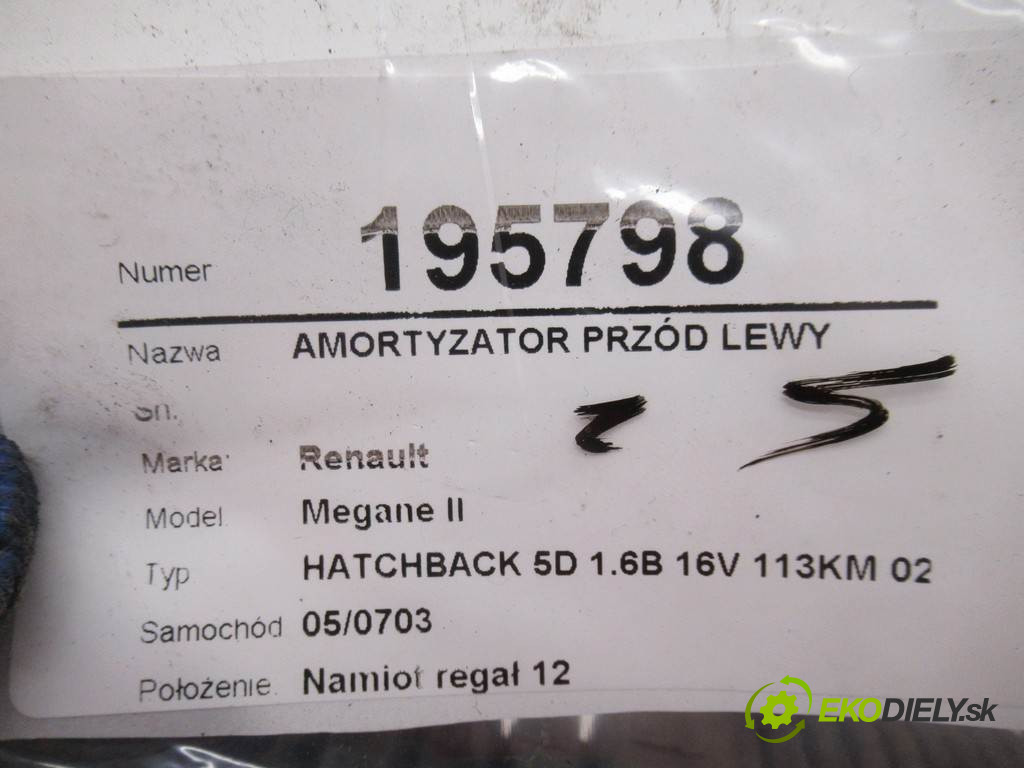 Numer 195798
Nazwa AMORTYZATOR PRZÓD LEWY
Sn.
Marka: Renault
Model Megane II
Typ HATCHBACK 5D 1.6B 16V 113KM 02
Samochód 05/0703
Położenie. Namiot regał 12
EKODIELY.sk